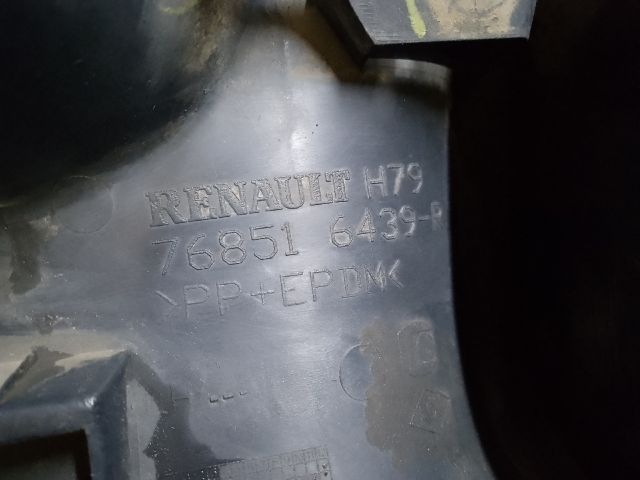 RENAULT H79
76851 6439-R
>PP+EPDM<